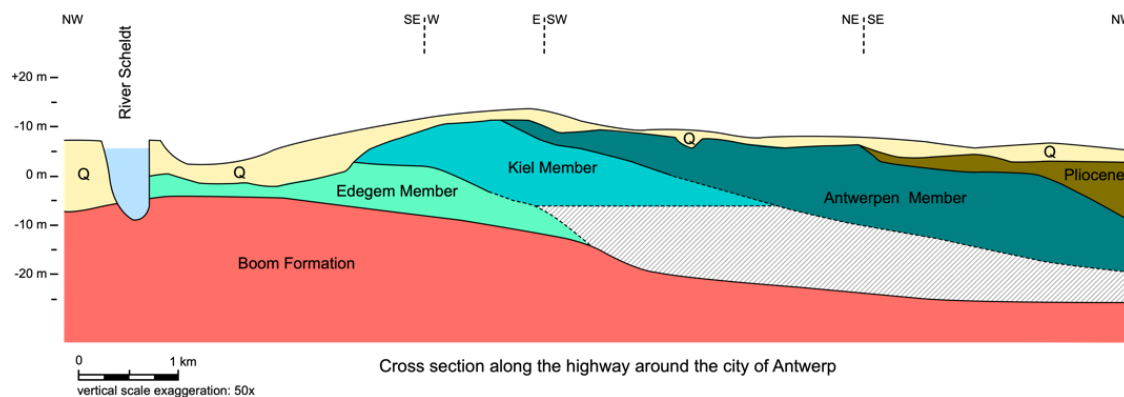 NW
SE W
E SW
NE SE
NW
River Scheldt
+20 m
-10 m
0 m
-10 m
-20 m
Q
Q
Q
Q
Edegem Member
Kiel Member
Antwerpen Member
Pliocene
Boom Formation
0 1 km
vertical scale exaggeration: 50x
Cross section along the highway around the city of Antwerp